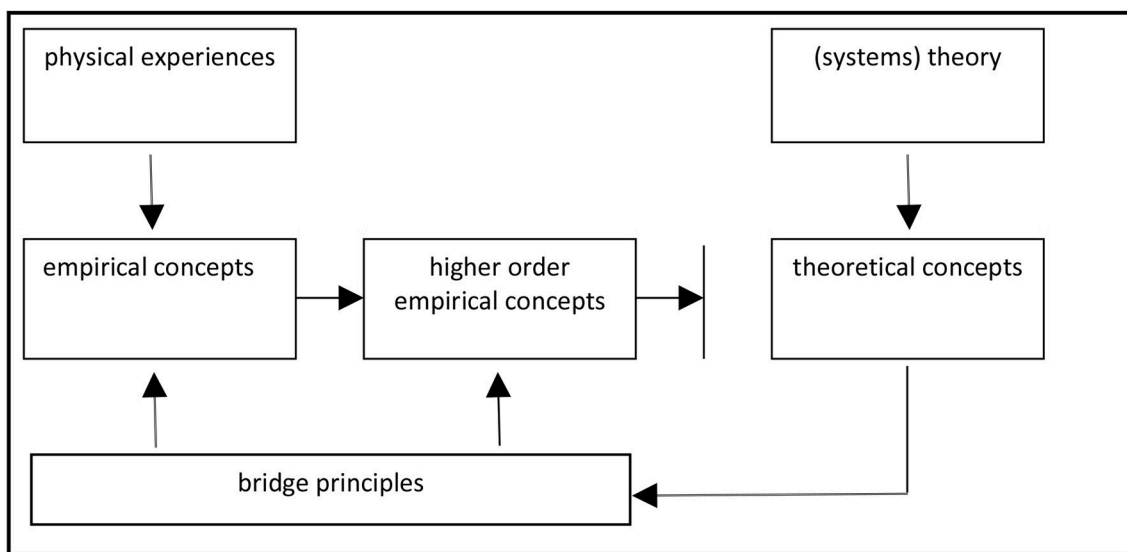 physical experiences
(systems) theory
empirical concepts
higher order
empirical concepts
theoretical concepts
bridge principles